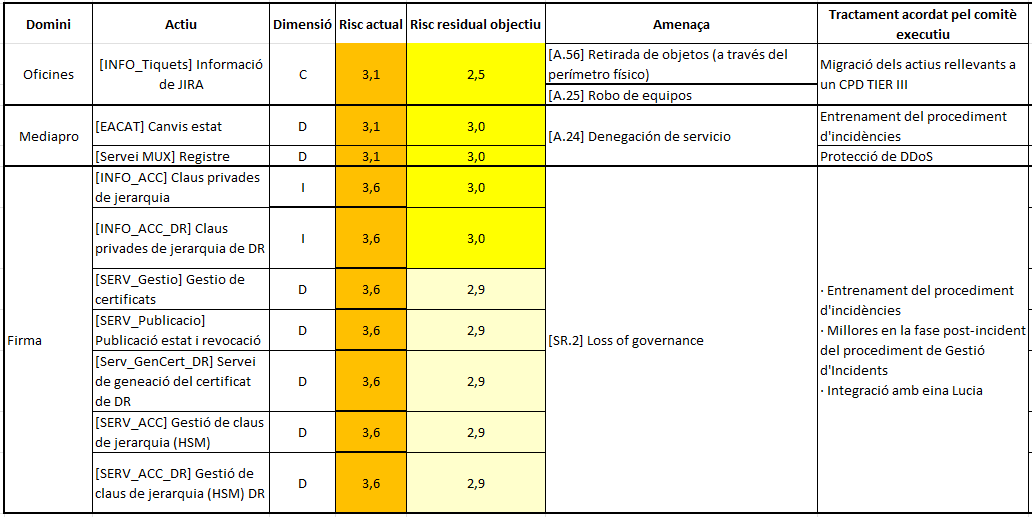 Domini Actiu Dimensió Risc actual Risc residual objectiu Amenaça Tractament acordat pel comitè
executiu
Oficines
[INFO_Tiquets] Informació
de JIRA
C
3,1
2,5
[A.56] Retirada de objetos (a través del
perímetro físico)
[A.25] Robo de equipos
Migració dels actius rellevants a
un CPD TIER III
Mediapro
[EACAT] Canvis estat
D
3,1
3,0
[A.24] Denegación de servicio
Entrenament del procediment
d'incidències
[Servei MUX] Registre
D
3,1
3,0
Protecció de DDoS
Firma
[INFO_ACC] Claus privades
de jerarquia
I
3,6
3,0
[INFO_ACC_DR] Claus
privades de jerarquia de DR
I
3,6
3,0
[SERV_Gestio] Gestio de
certificats
D
3,6
2,9
[SERV_Publicacio]
Publicació estat i revocació
D
3,6
2,9
[Serv_GenCert_DR] Servei
de geneació del certificat
de DR
D
3,6
2,9
[SERV_ACC] Gestió de claus
de jerarquia (HSM)
D
3,6
2,9
[SERV_ACC_DR] Gestió de
claus de jerarquia (HSM) DR
D
3,6
2,9
[SR.2] Loss of governance
· Entrenament del procediment
d'incidències
· Millores en la fase post-incident
del procediment de Gestió
d'Incidents
· Integració amb eina Lucia